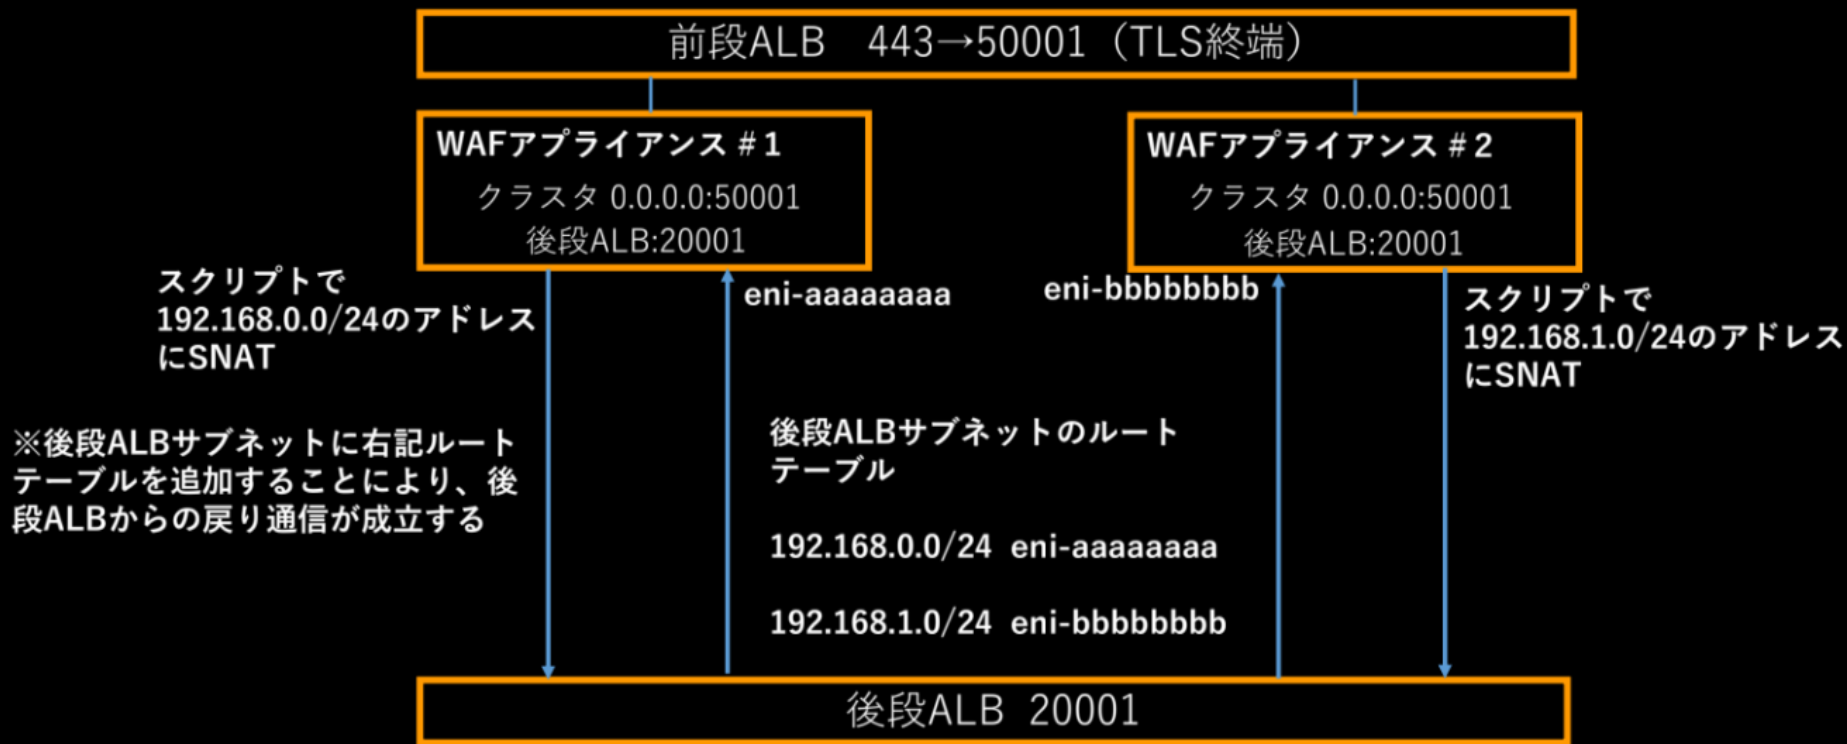 前段ALB 443→50001（TLS終端）
WAFアプライアンス＃1
クラスタ 0.0.0.0:50001
後段ALB:20001
WAFアプライアンス＃2
クラスタ 0.0.0.0:50001
後段ALB:20001
スクリプトで
192.168.0.0/24のアドレス
にSNAT
eni-aaaaaaaa
eni-bbbbbbbb
スクリプトで
192.168.1.0/24のアドレス
にSNAT
※後段ALBサブネットに右記ルート
テーブルを追加することにより、後
段ALBからの戻り通信が成立する
後段ALBサブネットのルート
テーブル
192.168.0.0/24 eni-aaaaaaaa
192.168.1.0/24 eni-bbbbbbbb
後段ALB 20001